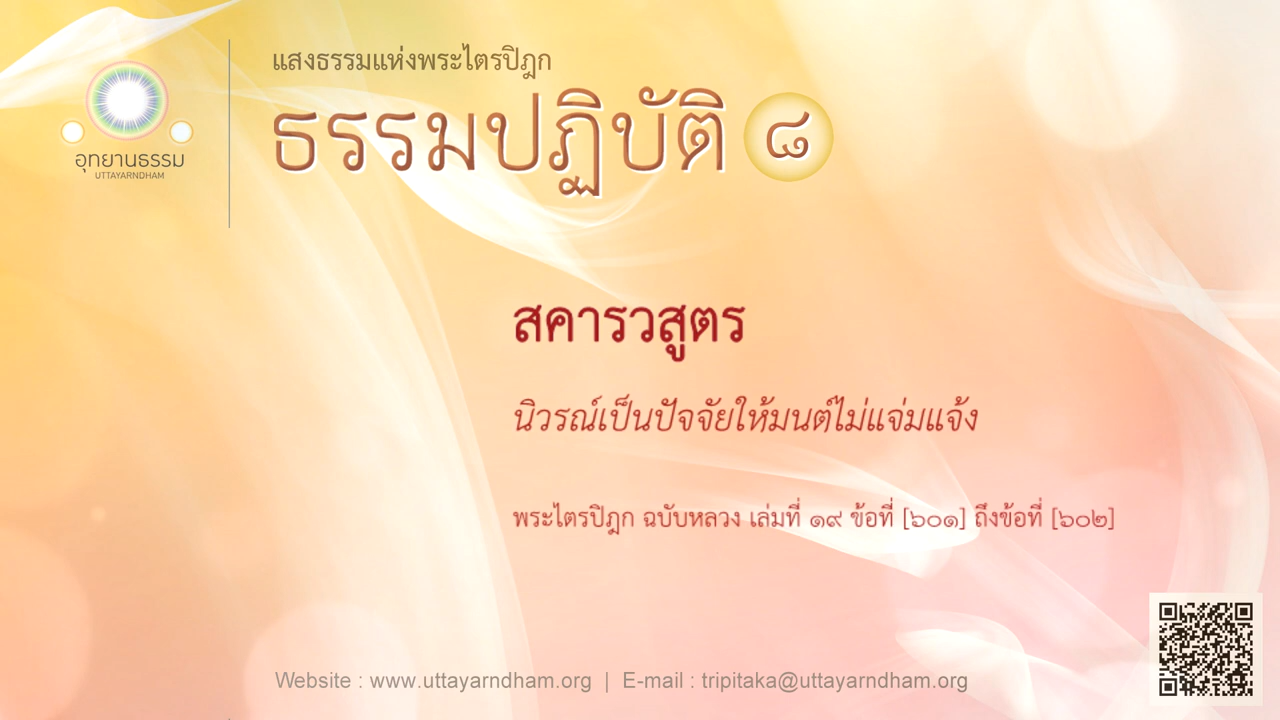 แสงธรรมแห่งพระไตรปิฎก
ธรรมปฏิบัติ ๘
อุทยานธรรม
UTTAYARNDHAM
สคารวสูตร
นิวรณ์เป็นปัจจัยให้มนต์ไม่แจ่มแจ้ง
พระไตรปิฎก ฉบับหลวง เล่มที่ ๑๙ ข้อที่ [๖๐๑] ถึงข้อที่ [๖๐๒]
Website : www.uttayarndham.org | E-mail : tripitaka@uttayarndham.org